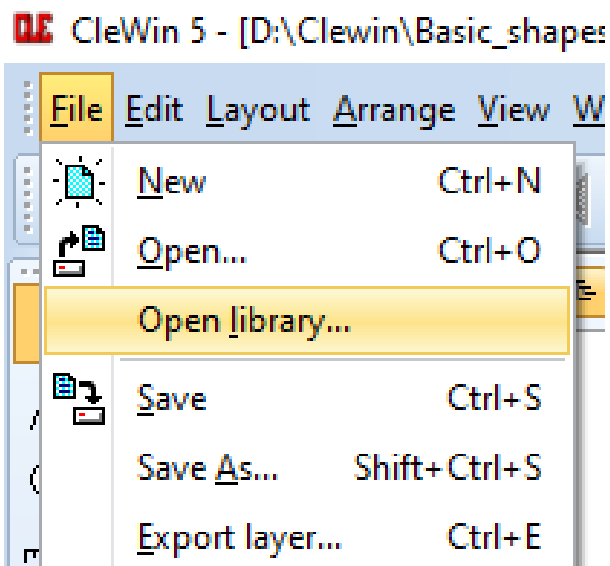 CLE CleWin 5 - [D:\Clewin\Basic_shapes
File Edit Layout Arrange View W
New Ctrl+N
Open... Ctrl+O
Open library...
Save Ctrl+S
Save As... Shift+Ctrl+S
Export layer... Ctrl+E